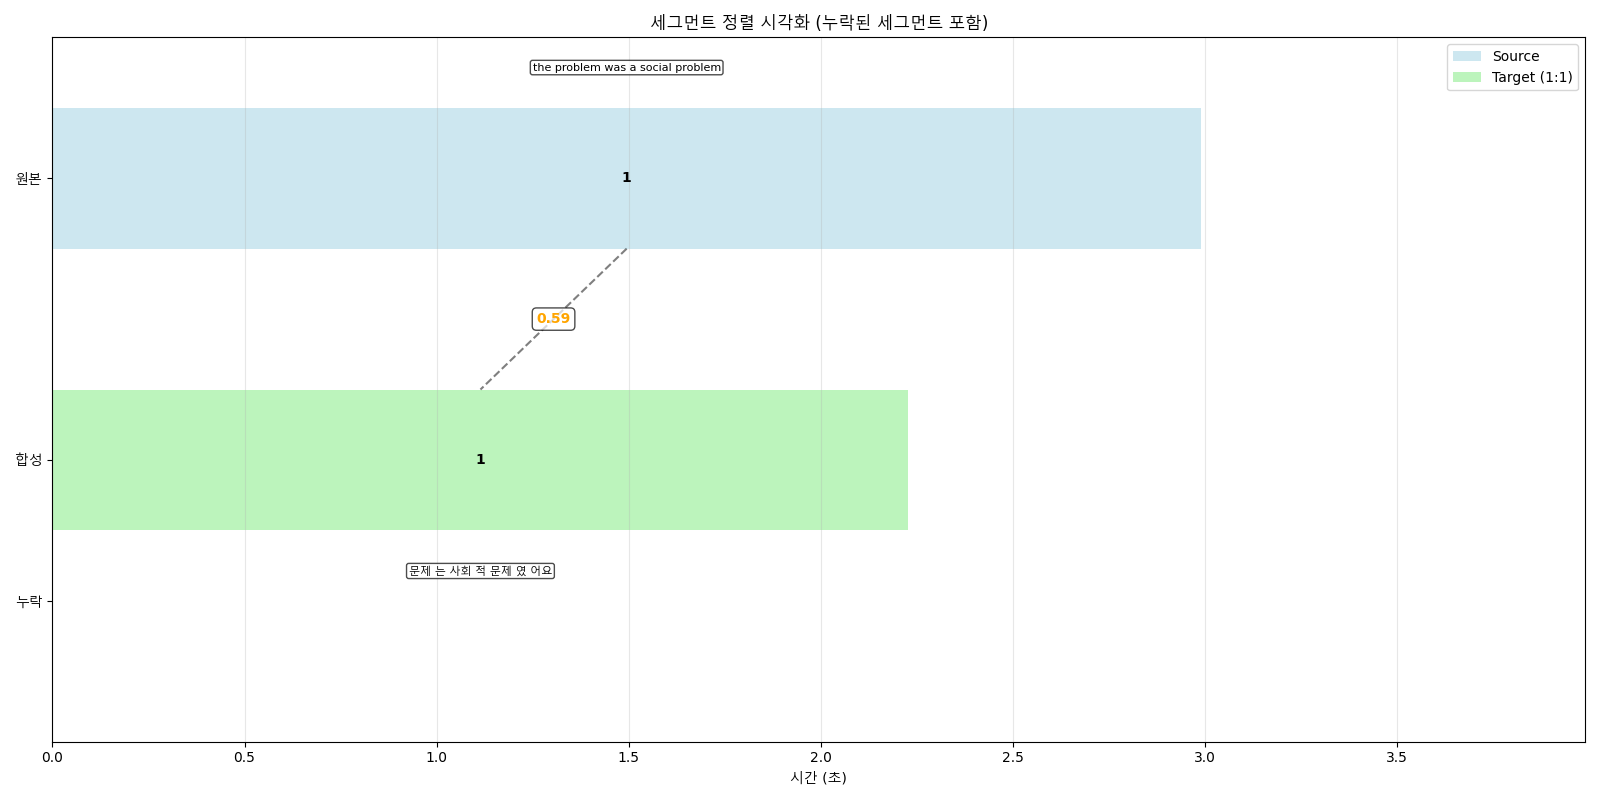 세그먼트 정렬 시각화 (누락된 세그먼트 포함)
Source
Target (1:1)
the problem was a social problem
원본
1
0.59
합성
1
문제 는 사회 적 문제 였 어요
누락
0.0 0.5 1.0 1.5 2.0 2.5 3.0 3.5
시간 (초)